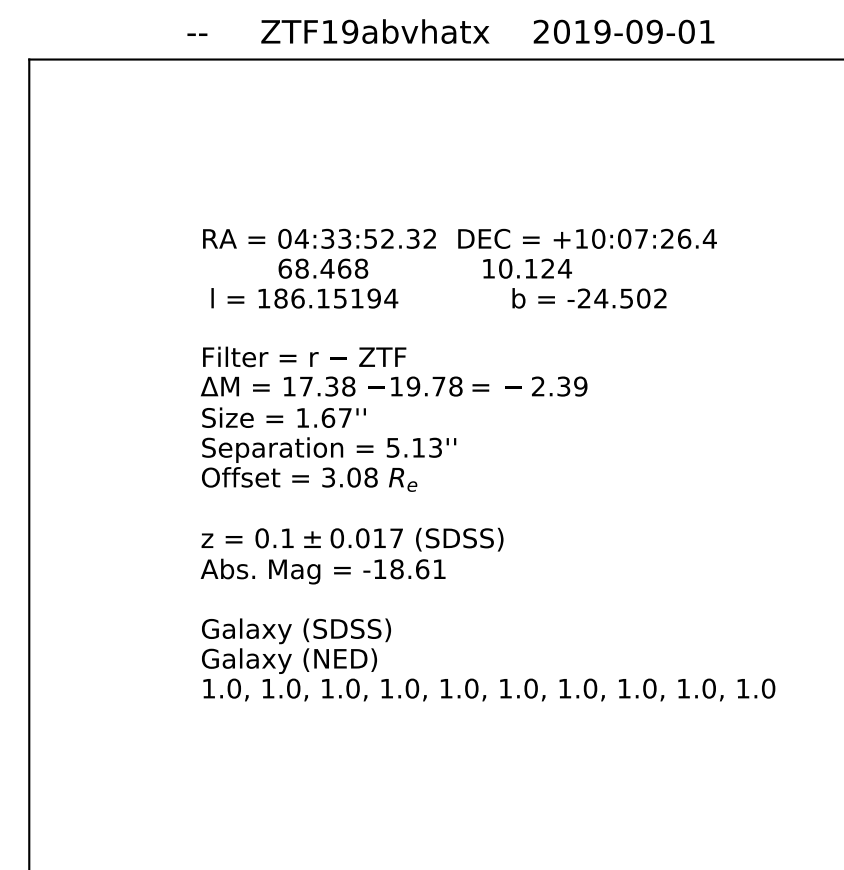 -- ZTF19abvhatx 2019-09-01
RA = 04:33:52.32 DEC = +10:07:26.4
68.468 10.124
l = 186.15194 b = -24.502
Filter = r − ZTF
ΔM = 17.38 −19.78 = − 2.39
Size = 1.67''
Separation = 5.13''
Offset = 3.08 Re
z = 0.1 ± 0.017 (SDSS)
Abs. Mag = -18.61
Galaxy (SDSS)
Galaxy (NED)
1.0, 1.0, 1.0, 1.0, 1.0, 1.0, 1.0, 1.0, 1.0, 1.0